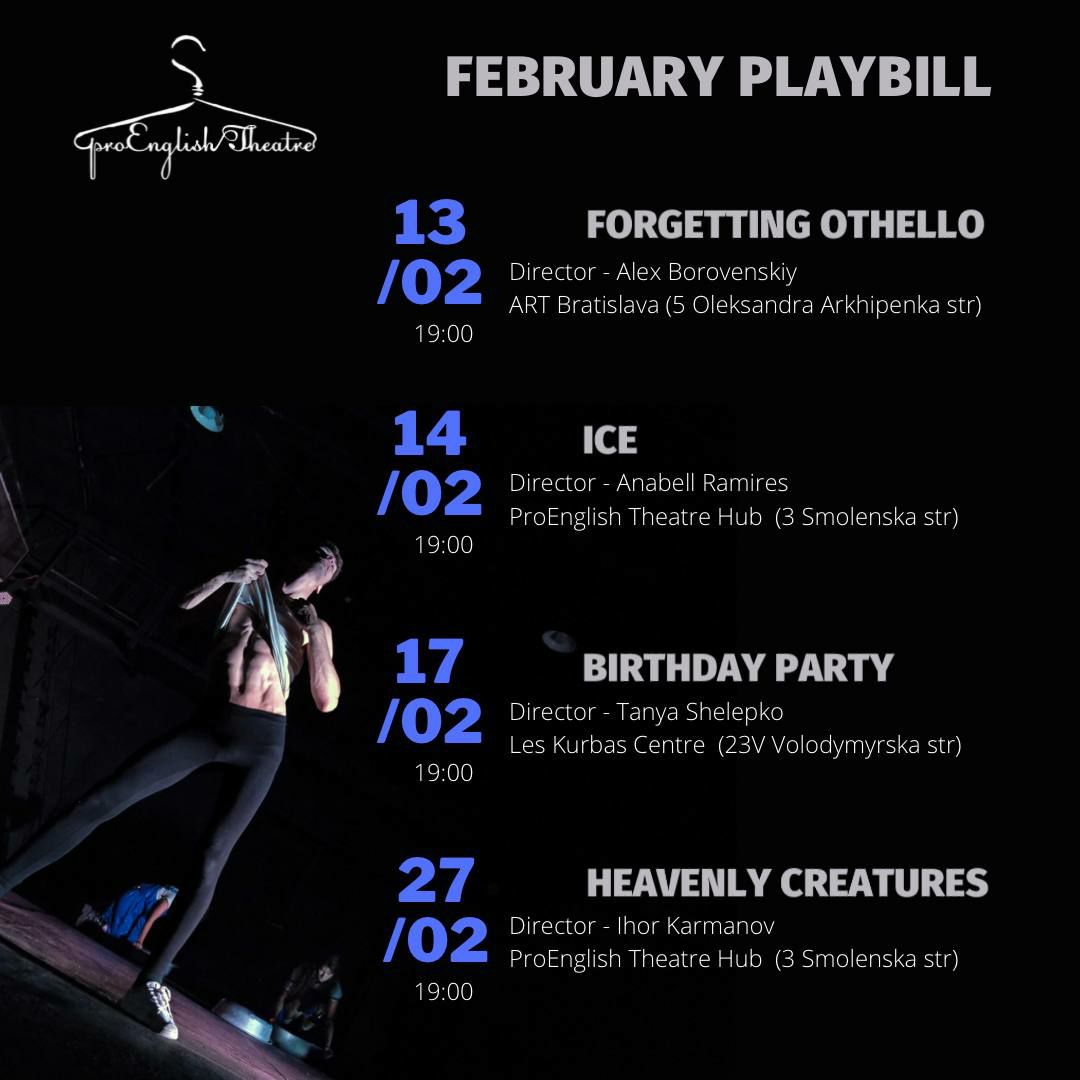 proEnglish Theatre
FEBRUARY PLAYBILL
13
/02
19:00
FORGETTING OTHELLO
Director - Alex Borovenskiy
ART Bratislava (5 Oleksandra Arkhipenka str)
14
/02
19:00
ICE
Director - Anabell Ramires
ProEnglish Theatre Hub (3 Smolenska str)
17
/02
19:00
BIRTHDAY PARTY
Director - Tanya Shelepko
Les Kurbas Centre (23V Volodymyrska str)
27
/02
19:00
HEAVENLY CREATURES
Director - Ihor Karmanov
ProEnglish Theatre Hub (3 Smolenska str)